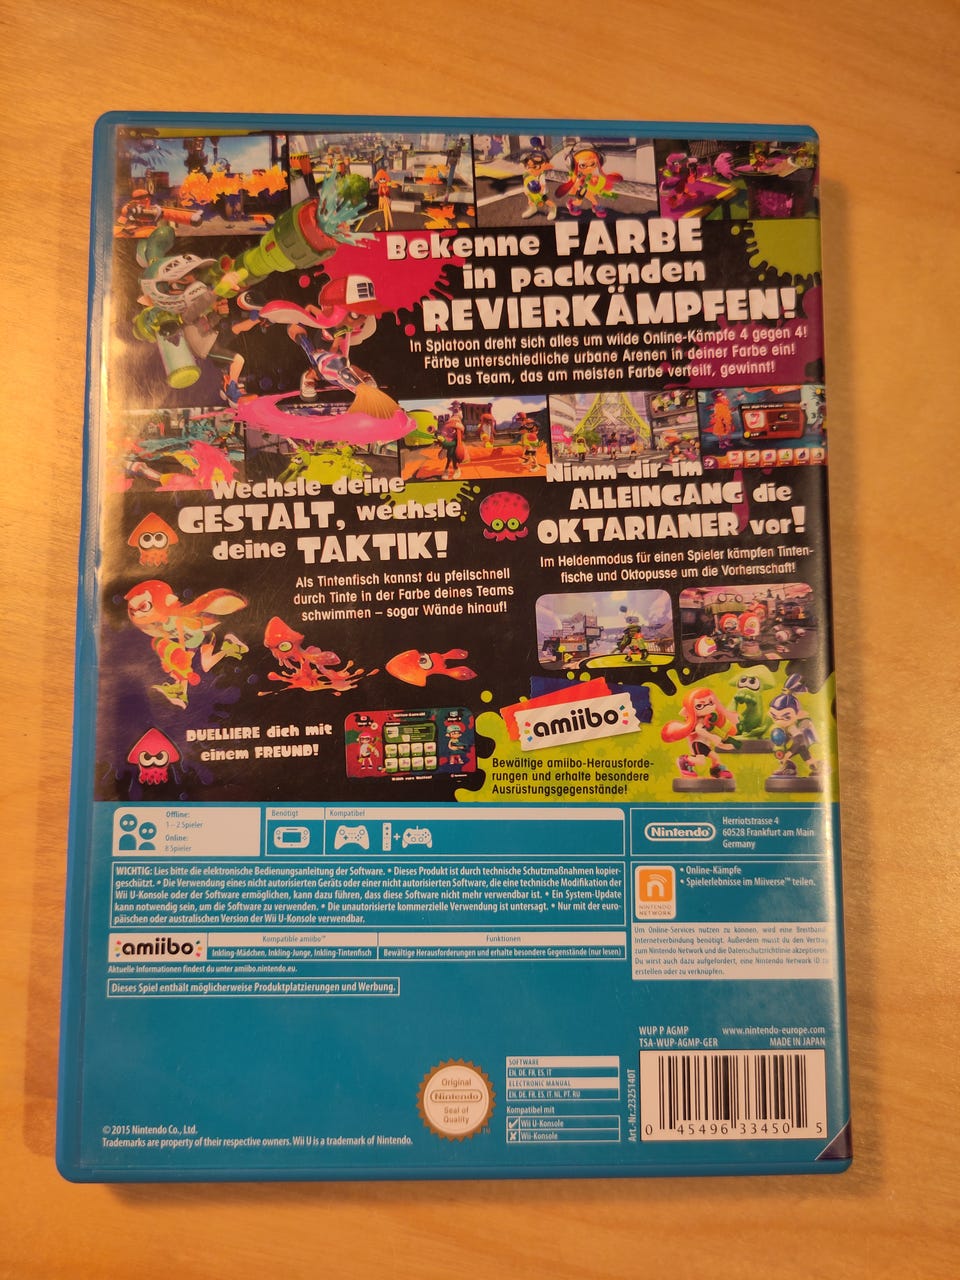 Bekenne FARBE
in packenden
REVIERKÄMPFEN!
In Splatoon dreht sich alles um wilde Online-Kämpfe 4 gegen 4!
Färbe unterschiedliche urbane Arenen in deiner Farbe ein!
Das Team, das am meisten Farbe verteilt, gewinnt!
Wechsle deine
GESTALT, wechsle
deine TAKTIK!
Als Tintenfisch kannst du pfeilschnell
durch Tinte in der Farbe deines Teams
schwimmen – sogar Wände hinauf!
Nimm dir im
ALLEINGANG die
OKTARIANER vor!
Im Heldenmodus für einen Spieler kämpfen Tinten-
fische und Oktopusse um die Vorherrschaft!
DUELLIERE dich mit
einem FREUND!
amiibo
Bewältige amiibo-Herausforde-
rungen und erhalte besondere
Ausrüstungsgegenstände!
Offline:
1 – 2 Spieler
Online:
8 Spieler
Benötigt
Kompatibel
Nintendo
Herriotstrasse 4
60528 Frankfurt am Main
Germany
WICHTIG: Lies bitte die elektronische Bedienungsanleitung der Software. • Dieses Produkt ist durch technische Schutzmaßnahmen kopier-
geschützt. • Die Verwendung eines nicht autorisierten Geräts oder einer nicht autorisierten Software, die eine technische Modifikation der
Wii U-Konsole oder der Software ermöglichen, kann dazu führen, dass diese Software nicht mehr verwendbar ist. • Ein System-Update
kann notwendig sein, um die Software zu verwenden. • Die unautorisierte kommerzielle Verwendung ist untersagt. • Nur mit der euro-
päischen oder australischen Version der Wii U-Konsole verwendbar.
NINTENDO
NETWORK
• Online-Kämpfe
• Spielerlebnisse im Miiverse™ teilen.
Um Online-Services nutzen zu können, wird eine Breitband-
Internetverbindung benötigt. Außerdem musst du den Vertrag
zum Nintendo Network und die Datenschutzrichtlinie akzeptieren.
Du wirst auch dazu aufgefordert, eine Nintendo Network ID zu
erstellen oder zu verknüpfen.
amiibo
Kompatible amiibo™
Funktionen
Inkling-Mädchen, Inkling-Junge, Inkling-Tintenfisch
Bewältige Herausforderungen und erhalte besondere Gegenstände (nur lesen)
Aktuelle Informationen findest du unter amiibo.nintendo.eu.
Dieses Spiel enthält möglicherweise Produktplatzierungen und Werbung.
WUP P AGMP
www.nintendo-europe.com
TSA-WUP-AGMP-GER
MADE IN JAPAN
Original
Nintendo
Seal of
Quality
TM
SOFTWARE
EN, DE, FR, ES, IT
ELECTRONIC MANUAL
EN, DE, FR, ES, IT, NL, PT, RU
Kompatibel mit
Wii U-Konsole
Wii-Konsole
Art.-Nr.:2325140T
0 45496 33450 5
©2015 Nintendo Co., Ltd.
Trademarks are property of their respective owners. Wii U is a trademark of Nintendo.